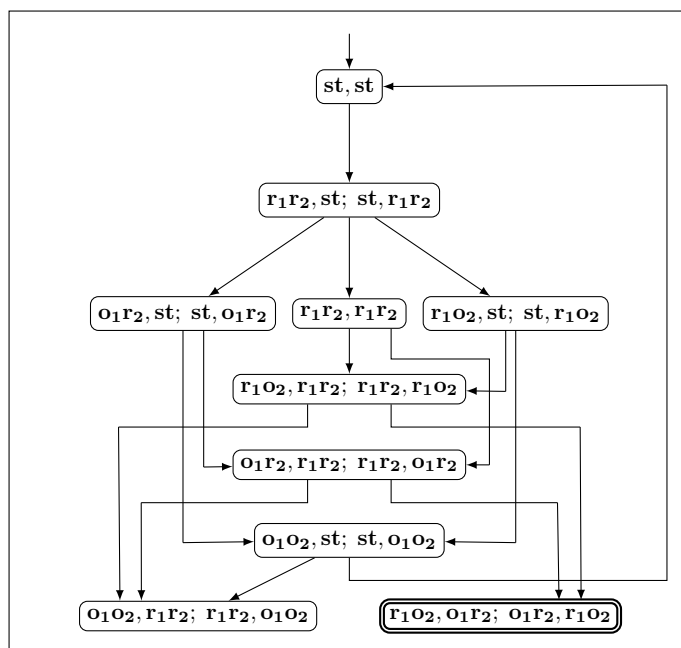 st, st
r₁r₂, st; st, r₁r₂
o₁r₂, st; st, o₁r₂
r₁r₂, r₁r₂
r₁o₂, st; st, r₁o₂
r₁o₂, r₁r₂; r₁r₂, r₁o₂
o₁r₂, r₁r₂; r₁r₂, o₁r₂
o₁o₂, st; st, o₁o₂
o₁o₂, r₁r₂; r₁r₂, o₁o₂
r₁o₂, o₁r₂; o₁r₂, r₁o₂